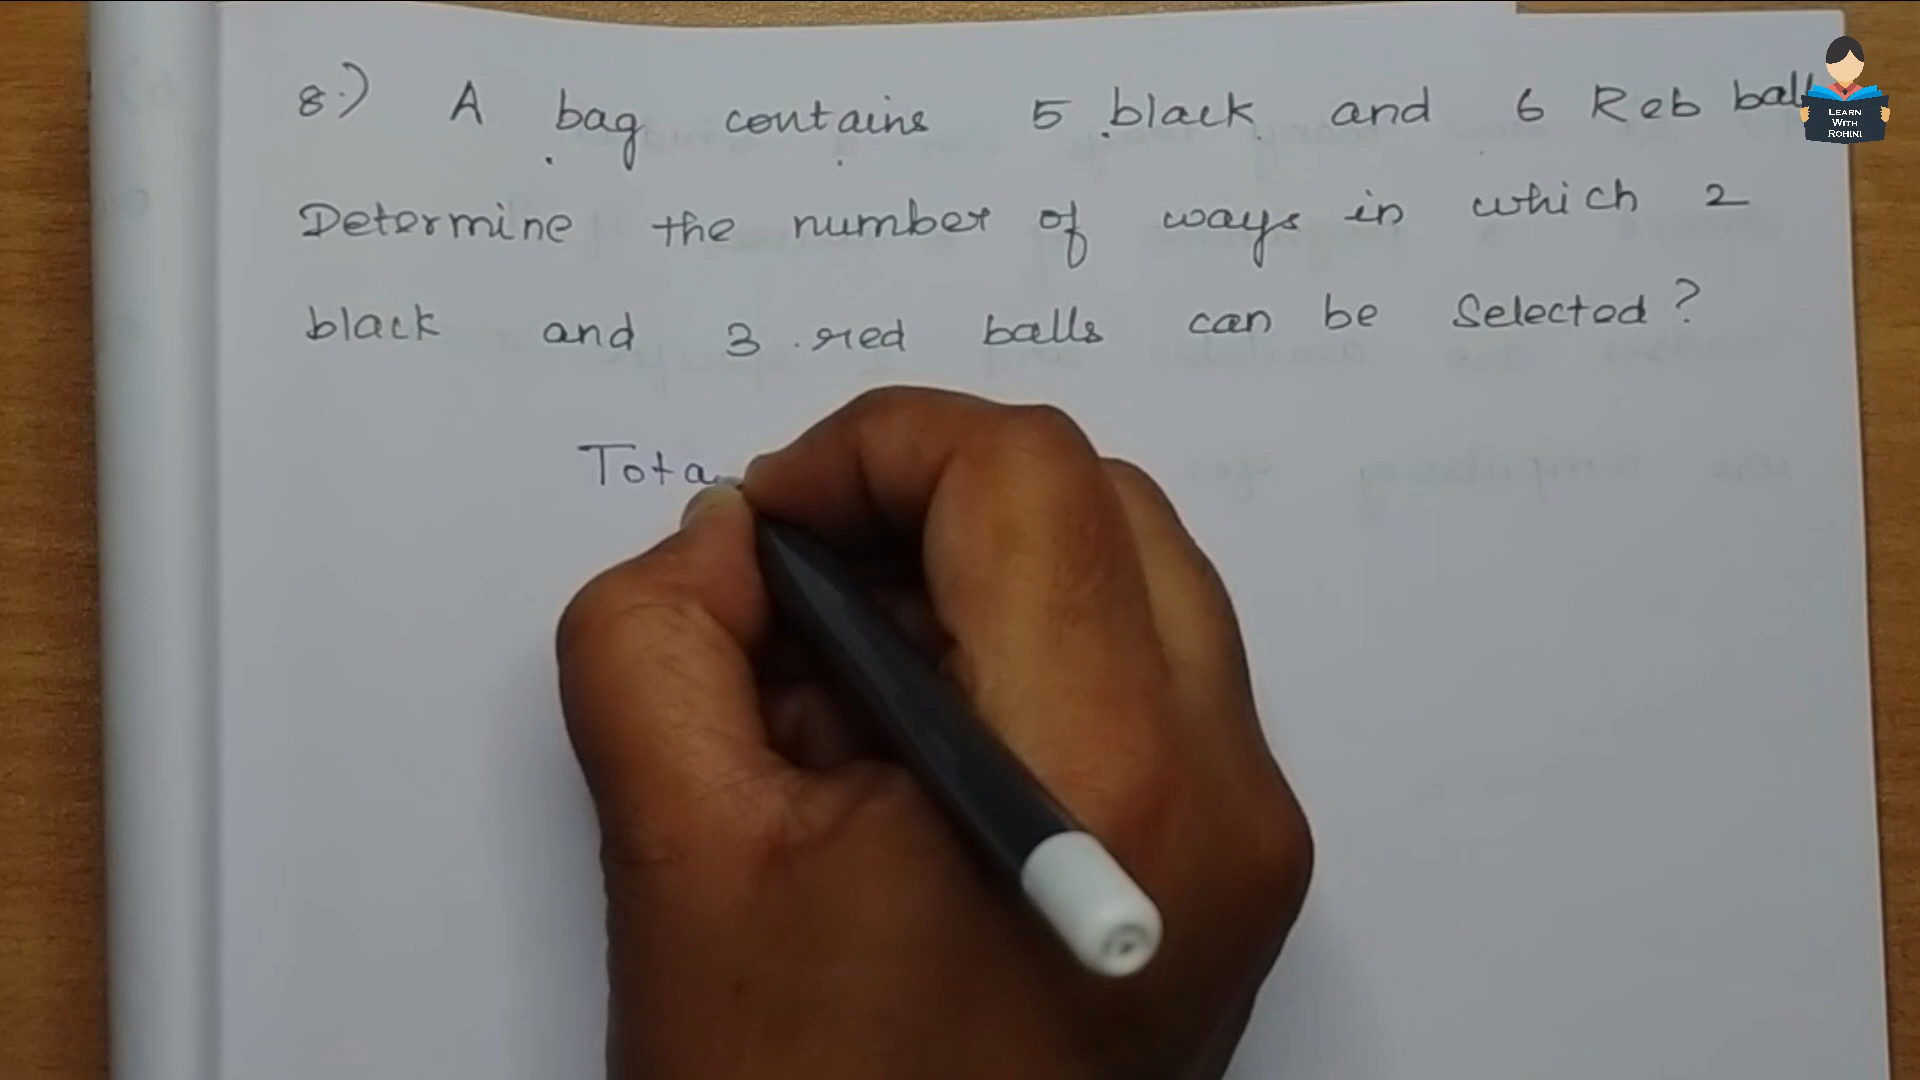 8.) A bag contains 5 black and 6 Reb ball
Determine the number of ways in which 2
black and 3 red balls can be Selected?
Tota
LEARN
WITH
ROHINI